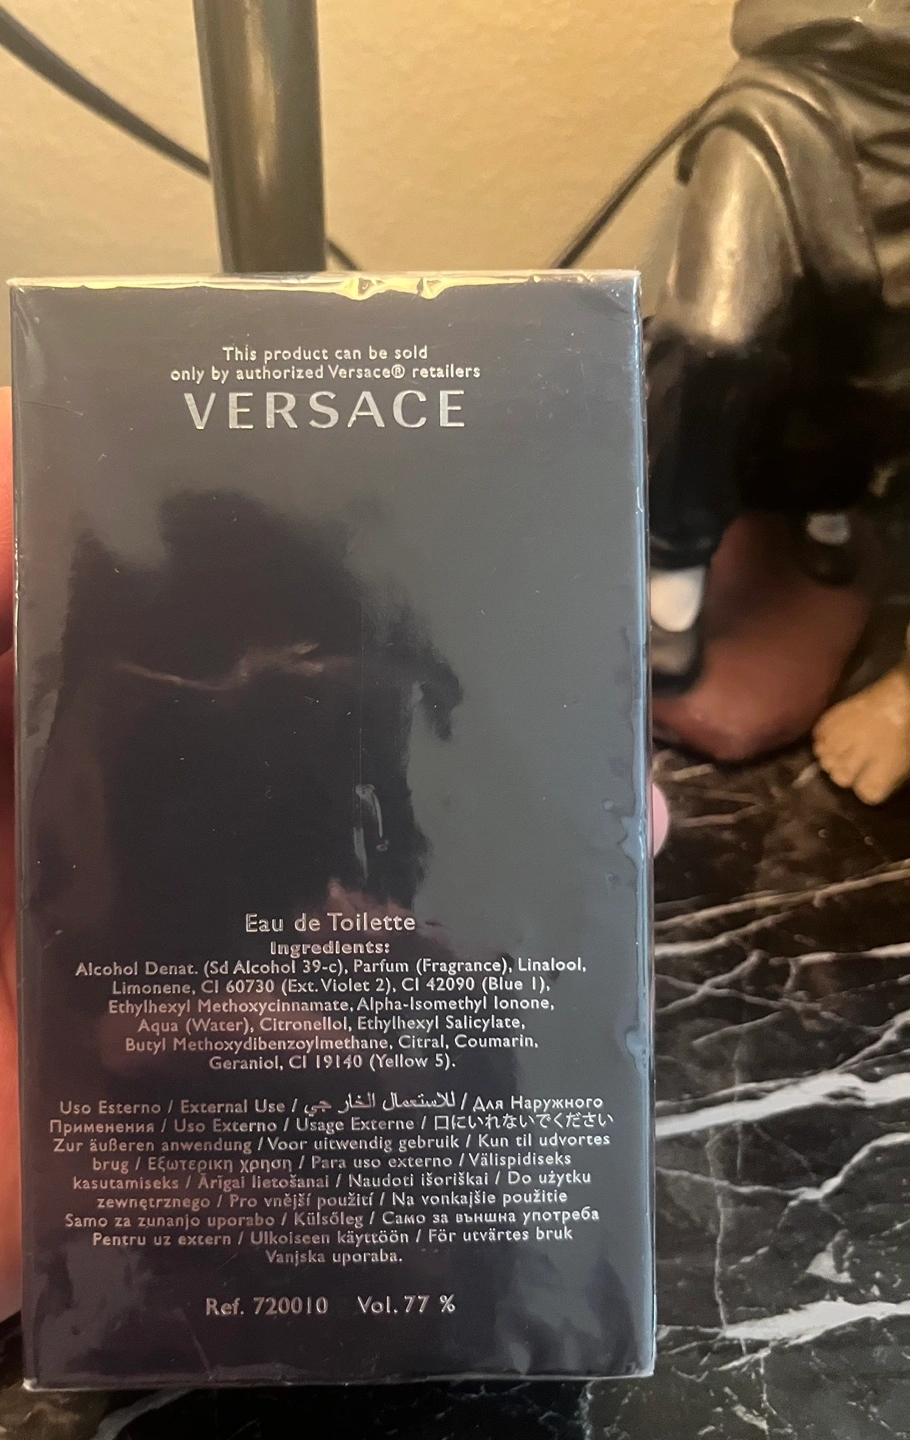 This product can be sold
only by authorized Versace® retailers
VERSACE
Eau de Toilette
Ingredients:
Alcohol Denat. (Sd Alcohol 39-c), Parfum (Fragrance), Linalool,
Limonene, CI 60730 (Ext. Violet 2), CI 42090 (Blue 1),
Ethylhexyl Methoxycinnamate, Alpha-Isomethyl Ionone,
Aqua (Water), Citronellol, Ethylhexyl Salicylate,
Butyl Methoxydibenzoylmethane, Citral, Coumarin,
Geraniol, CI 19140 (Yellow 5).
Uso Esterno / External Use / للاستعمال الخار جي / Для Наружного
Применения / Uso Externo / Usage Externe / 口にいれないでください
Zur äußeren anwendung / Voor uitwendig gebruik / Kun til udvortes
brug / Εξωτερικη χρηση / Para uso externo / Välispidiseks
kasutamiseks / Ārīgai lietošanai / Naudoti išoriškai / Do użytku
zewnętrznego / Pro vnější použití / Na vonkajšie použitie
Samo za zunanjo uporabo / Külsőleg / Само за външна употреба
Pentru uz extern / Ulkoiseen käyttöön / För utvärtes bruk
Vanjska uporaba.
Ref. 720010 Vol. 77 %